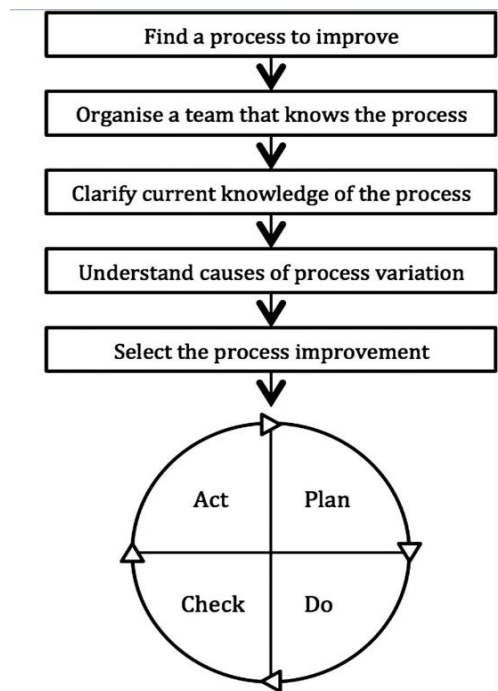 Find a process to improve
Organise a team that knows the process
Clarify current knowledge of the process
Understand causes of process variation
Select the process improvement
Act
Plan
Check
Do